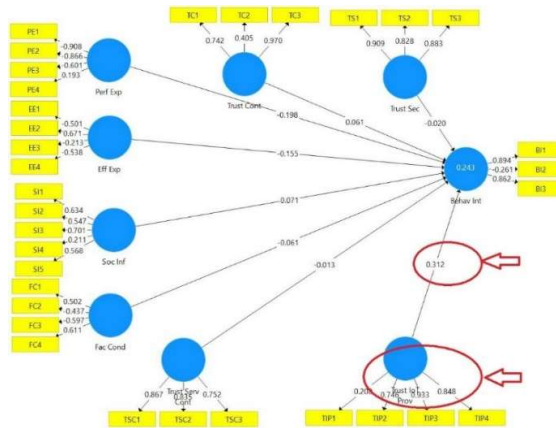 TC1 TC2 TC3
TS1 TS2 TS3
0.742 0.405 0.970
0.909 0.828 0.883
Trust Cont
Trust Sec
PE1
PE2
PE3
PE4
-0.908
-0.866
-0.601
0.193
Perf Exp
-0.198
0.061
-0.020
EE1
EE2
EE3
EE4
-0.501
0.671
-0.213
-0.538
Eff Exp
-0.155
0.243
Behav Int
0.894
-0.261
0.862
BI1
BI2
BI3
SI1
SI2
SI3
SI4
SI5
0.634
0.547
0.701
0.211
0.568
Soc Inf
-0.071
FC1
FC2
FC3
FC4
0.502
-0.437
-0.597
0.611
Fac Cond
-0.061
-0.013
0.312
Trust Serv
Cont
0.867 0.835 0.752
TSC1 TSC2 TSC3
Trust IoT
Prov
0.746 0.933 0.848
TIP1 TIP2 TIP3 TIP4